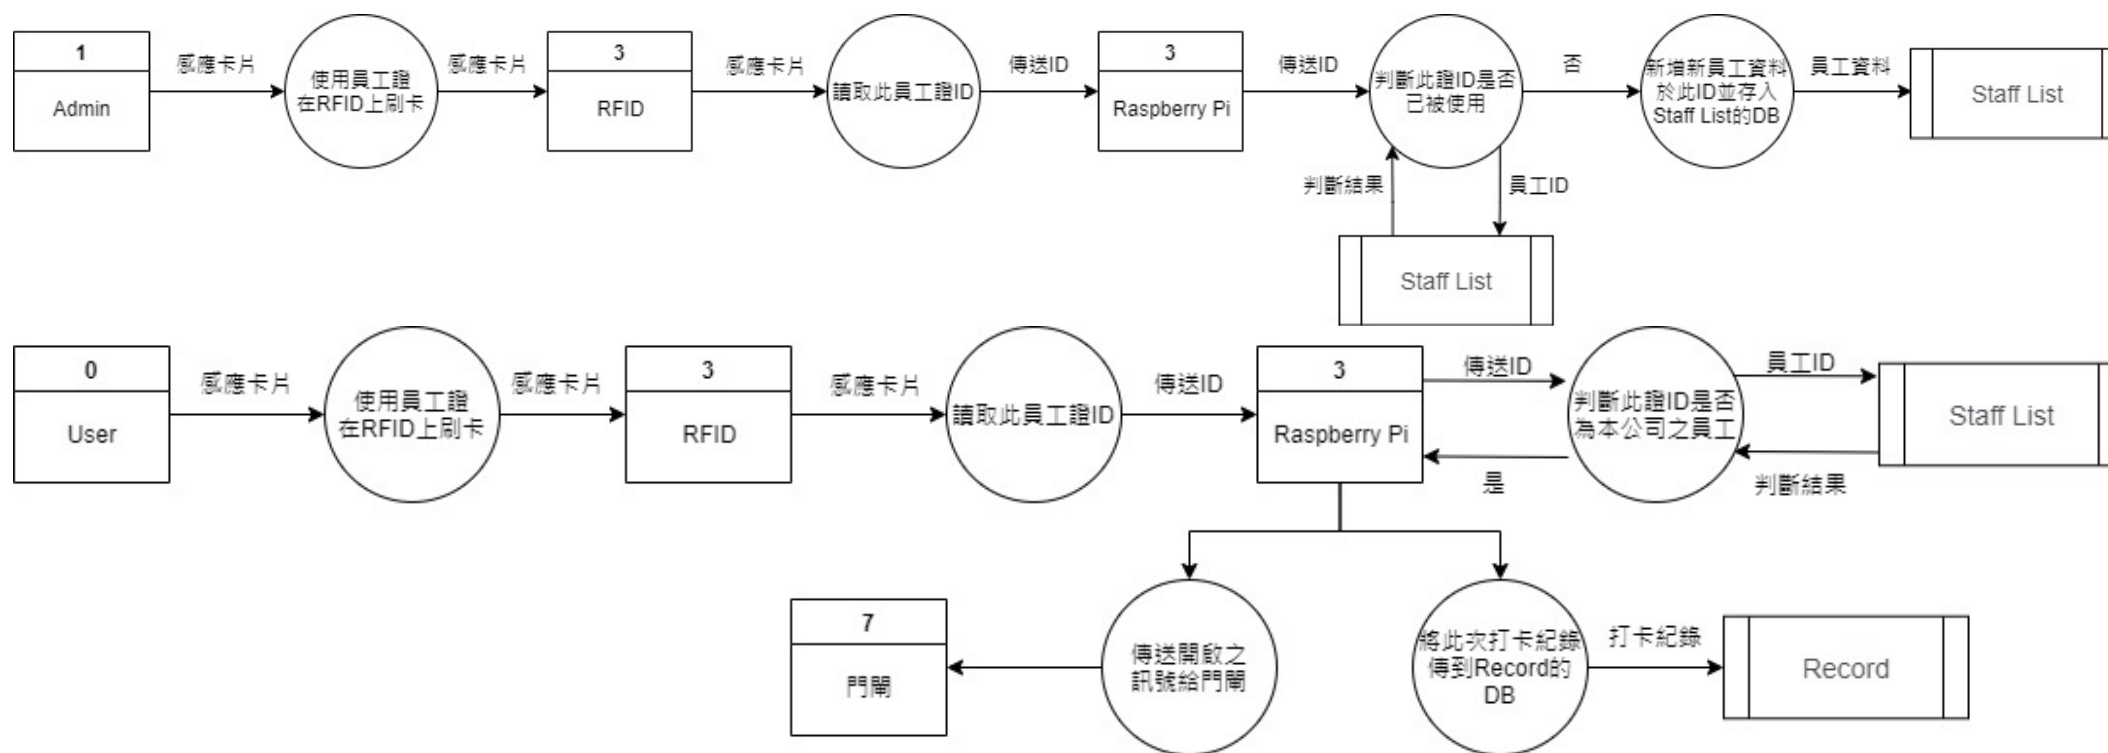 1
Admin
感應卡片
使用員工證
在RFID上刷卡
感應卡片
3
RFID
感應卡片
讀取此員工證ID
傳送ID
3
Raspberry Pi
傳送ID
判斷此證ID是否
已被使用
否
新增新員工資料
於此ID並存入
Staff List的DB
員工資料
Staff List
判斷結果
員工ID
Staff List
0
User
感應卡片
使用員工證
在RFID上刷卡
感應卡片
3
RFID
感應卡片
讀取此員工證ID
傳送ID
3
Raspberry Pi
傳送ID
是
判斷此證ID是否
為本公司之員工
員工ID
判斷結果
Staff List
7
門閘
傳送開啟之
訊號給門閘
將此次打卡紀錄
傳到Record的
DB
打卡紀錄
Record